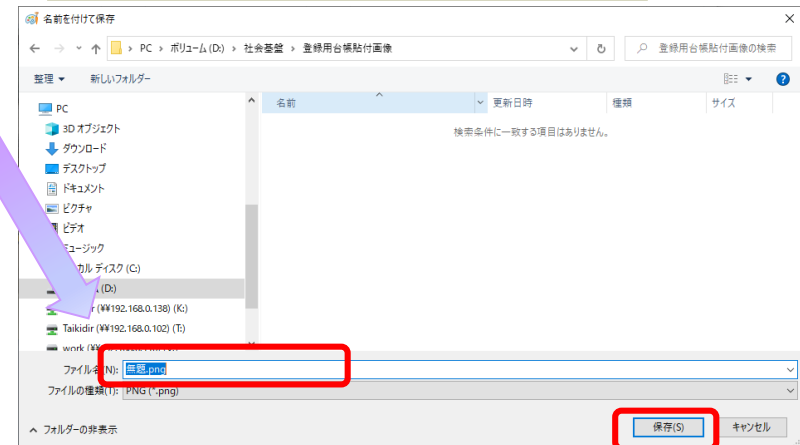 名前を付けて保存
PC › ボリューム (D:) › 社会基盤 › 登録用台帳貼付画像
登録用台帳貼付画像の検索
整理 新しいフォルダー
名前 更新日時 種類 サイズ
検索条件に一致する項目はありません。
PC
3D オブジェクト
ダウンロード
デスクトップ
ドキュメント
ピクチャ
ビデオ
ミュージック
カル ディスク (C:)
(D:)
r (¥¥192.168.0.138) (K:)
Taikidir (¥¥192.168.0.102) (T:)
work
ファイル名(N): 無題.png
ファイルの種類(T): PNG (*.png)
フォルダーの非表示
保存(S) キャンセル